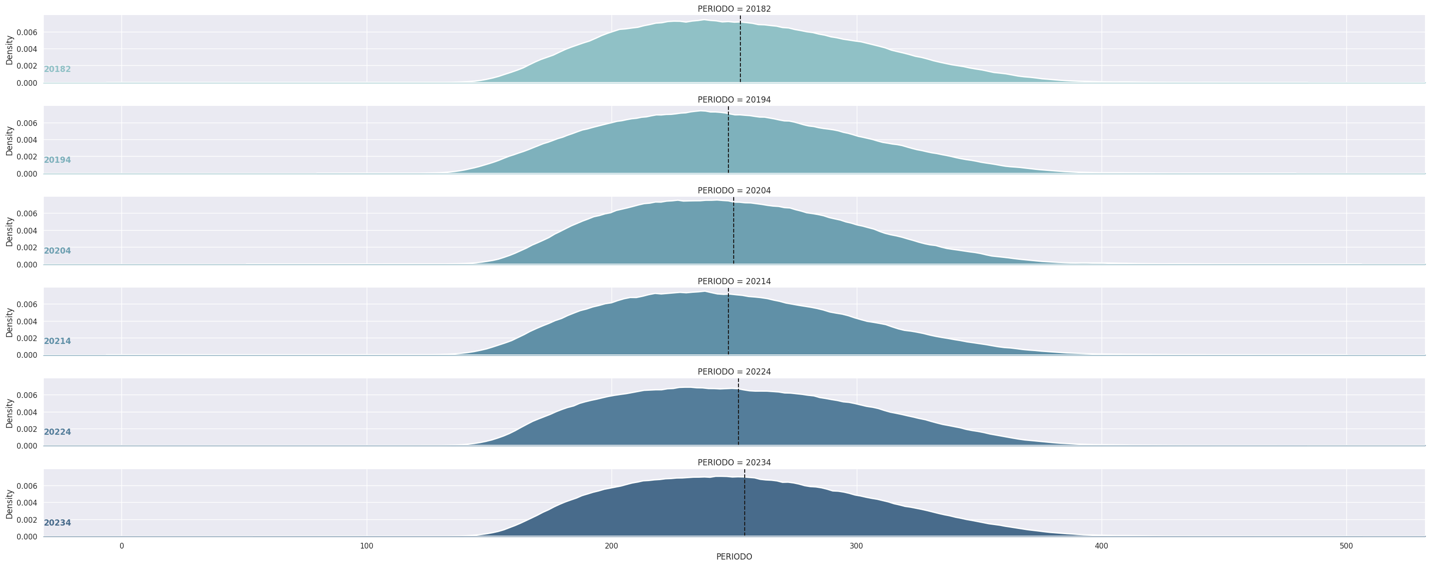 PERIODO = 20182
Density
0.006
0.004
0.002
0.000
20182
PERIODO = 20194
Density
0.006
0.004
0.002
0.000
20194
PERIODO = 20204
Density
0.006
0.004
0.002
0.000
20204
PERIODO = 20214
Density
0.006
0.004
0.002
0.000
20214
PERIODO = 20224
Density
0.006
0.004
0.002
0.000
20224
PERIODO = 20234
Density
0.006
0.004
0.002
0.000
20234
0 100 200 300 400 500
PERIODO